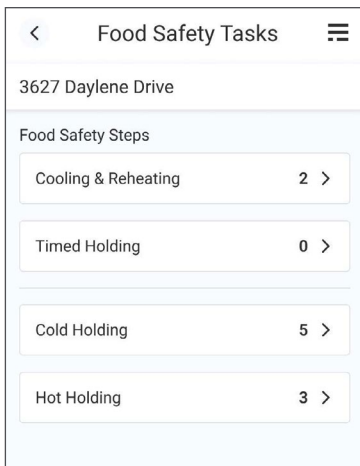 Food Safety Tasks
3627 Daylene Drive
Food Safety Steps
Cooling & Reheating 2
Timed Holding 0
Cold Holding 5
Hot Holding 3